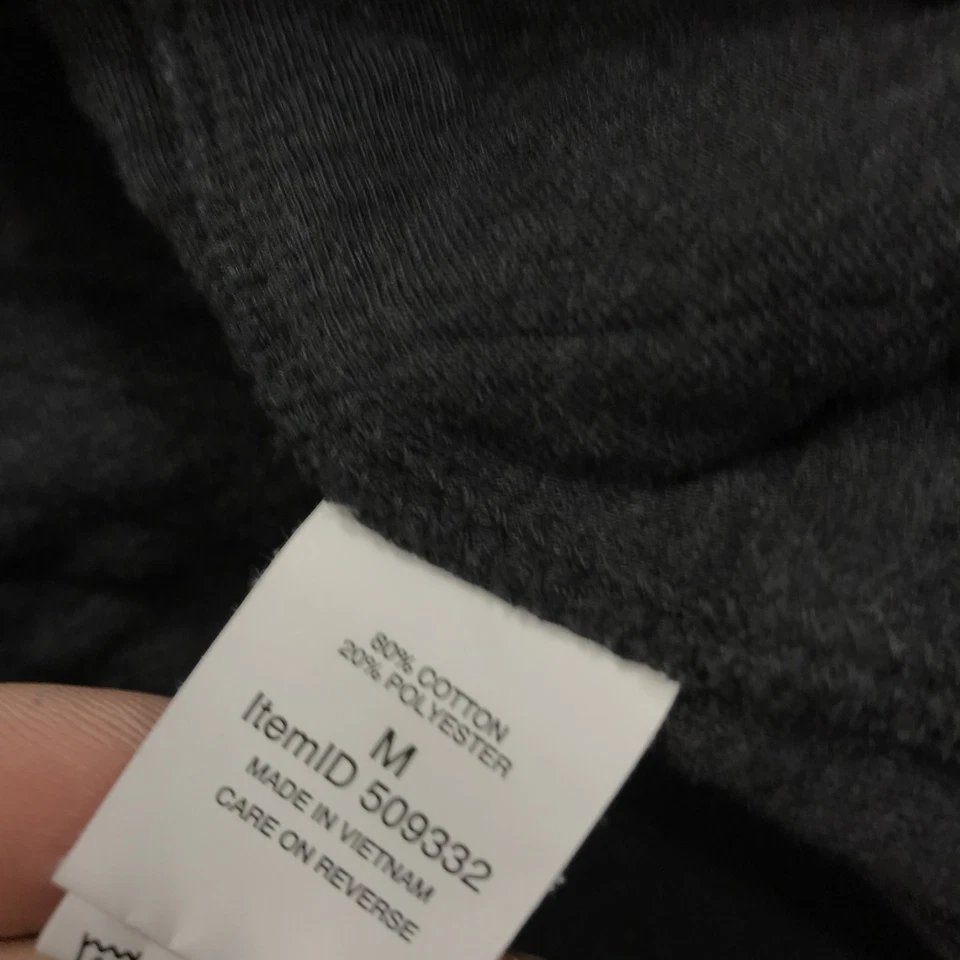 80% COTTON
20% POLYESTER
M
ItemID 509332
MADE IN VIETNAM
CARE ON REVERSE